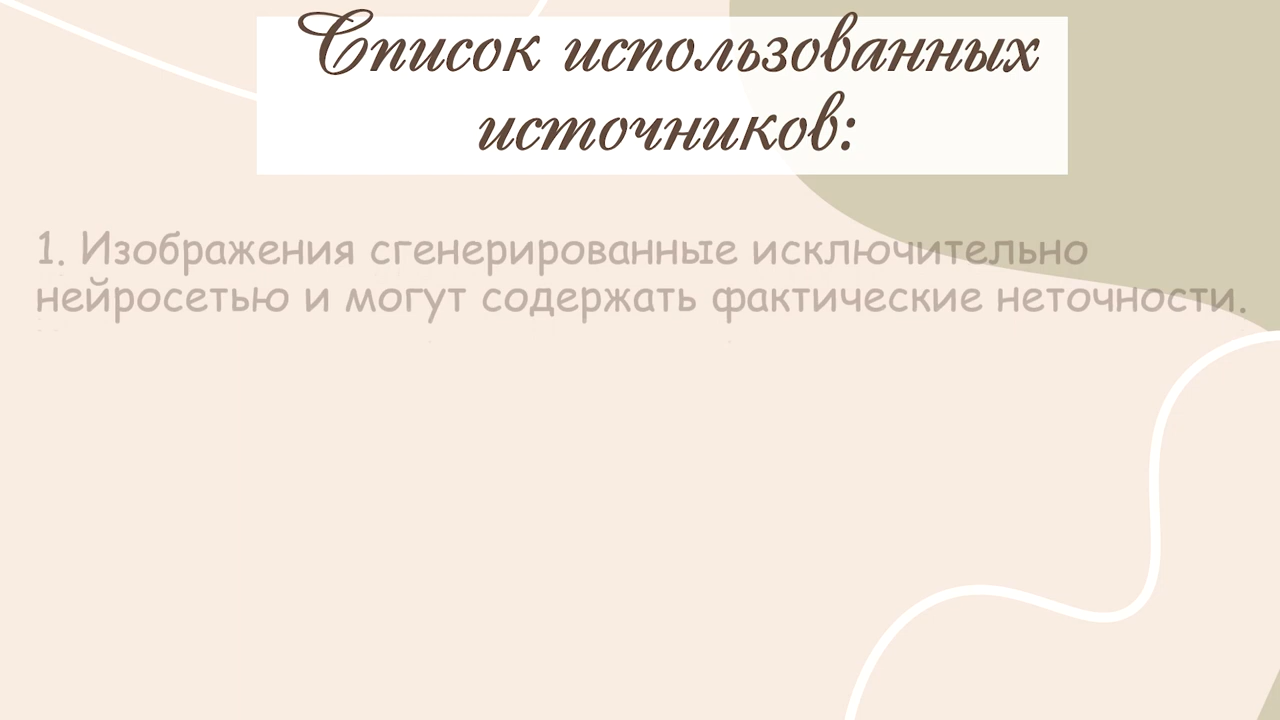 Список использованных
источников:
1. Изображения сгенерированные исключительно
нейросетью и могут содержать фактические неточности.